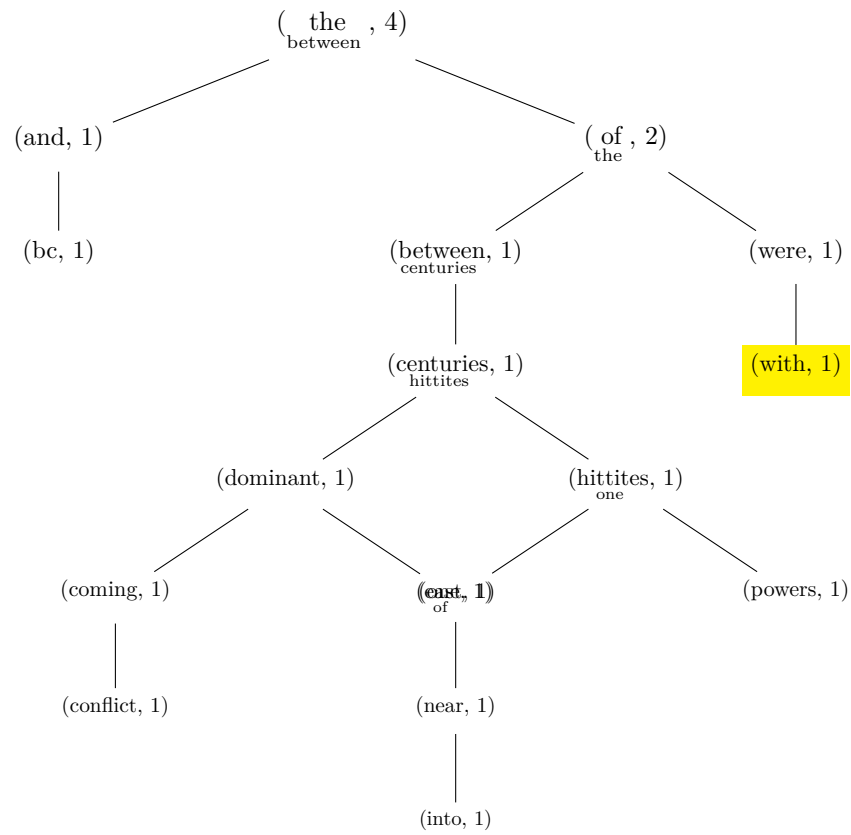 ( the , 4)
between
(and, 1) ( of , 2)
the
(bc, 1) (between, 1) (were, 1)
centuries
(centuries, 1) (with, 1)
hittites
(dominant, 1) (hittites, 1)
one
(coming, 1) (powers, 1)
of
(conflict, 1) (near, 1)
(into, 1)